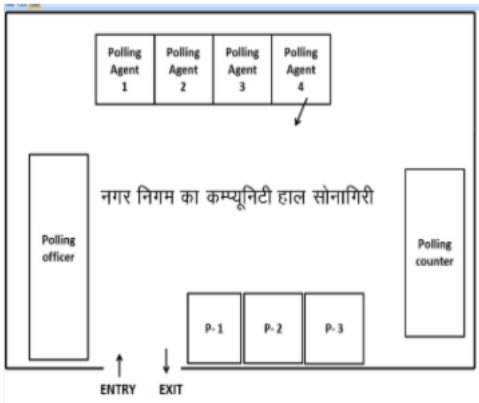 Polling Agent 1
Polling Agent 2
Polling Agent 3
Polling Agent 4
नगर निगम का कम्प्यूनिटी हाल सोनागिरी
Polling officer
Polling counter
P-1
P-2
P-3
ENTRY
EXIT